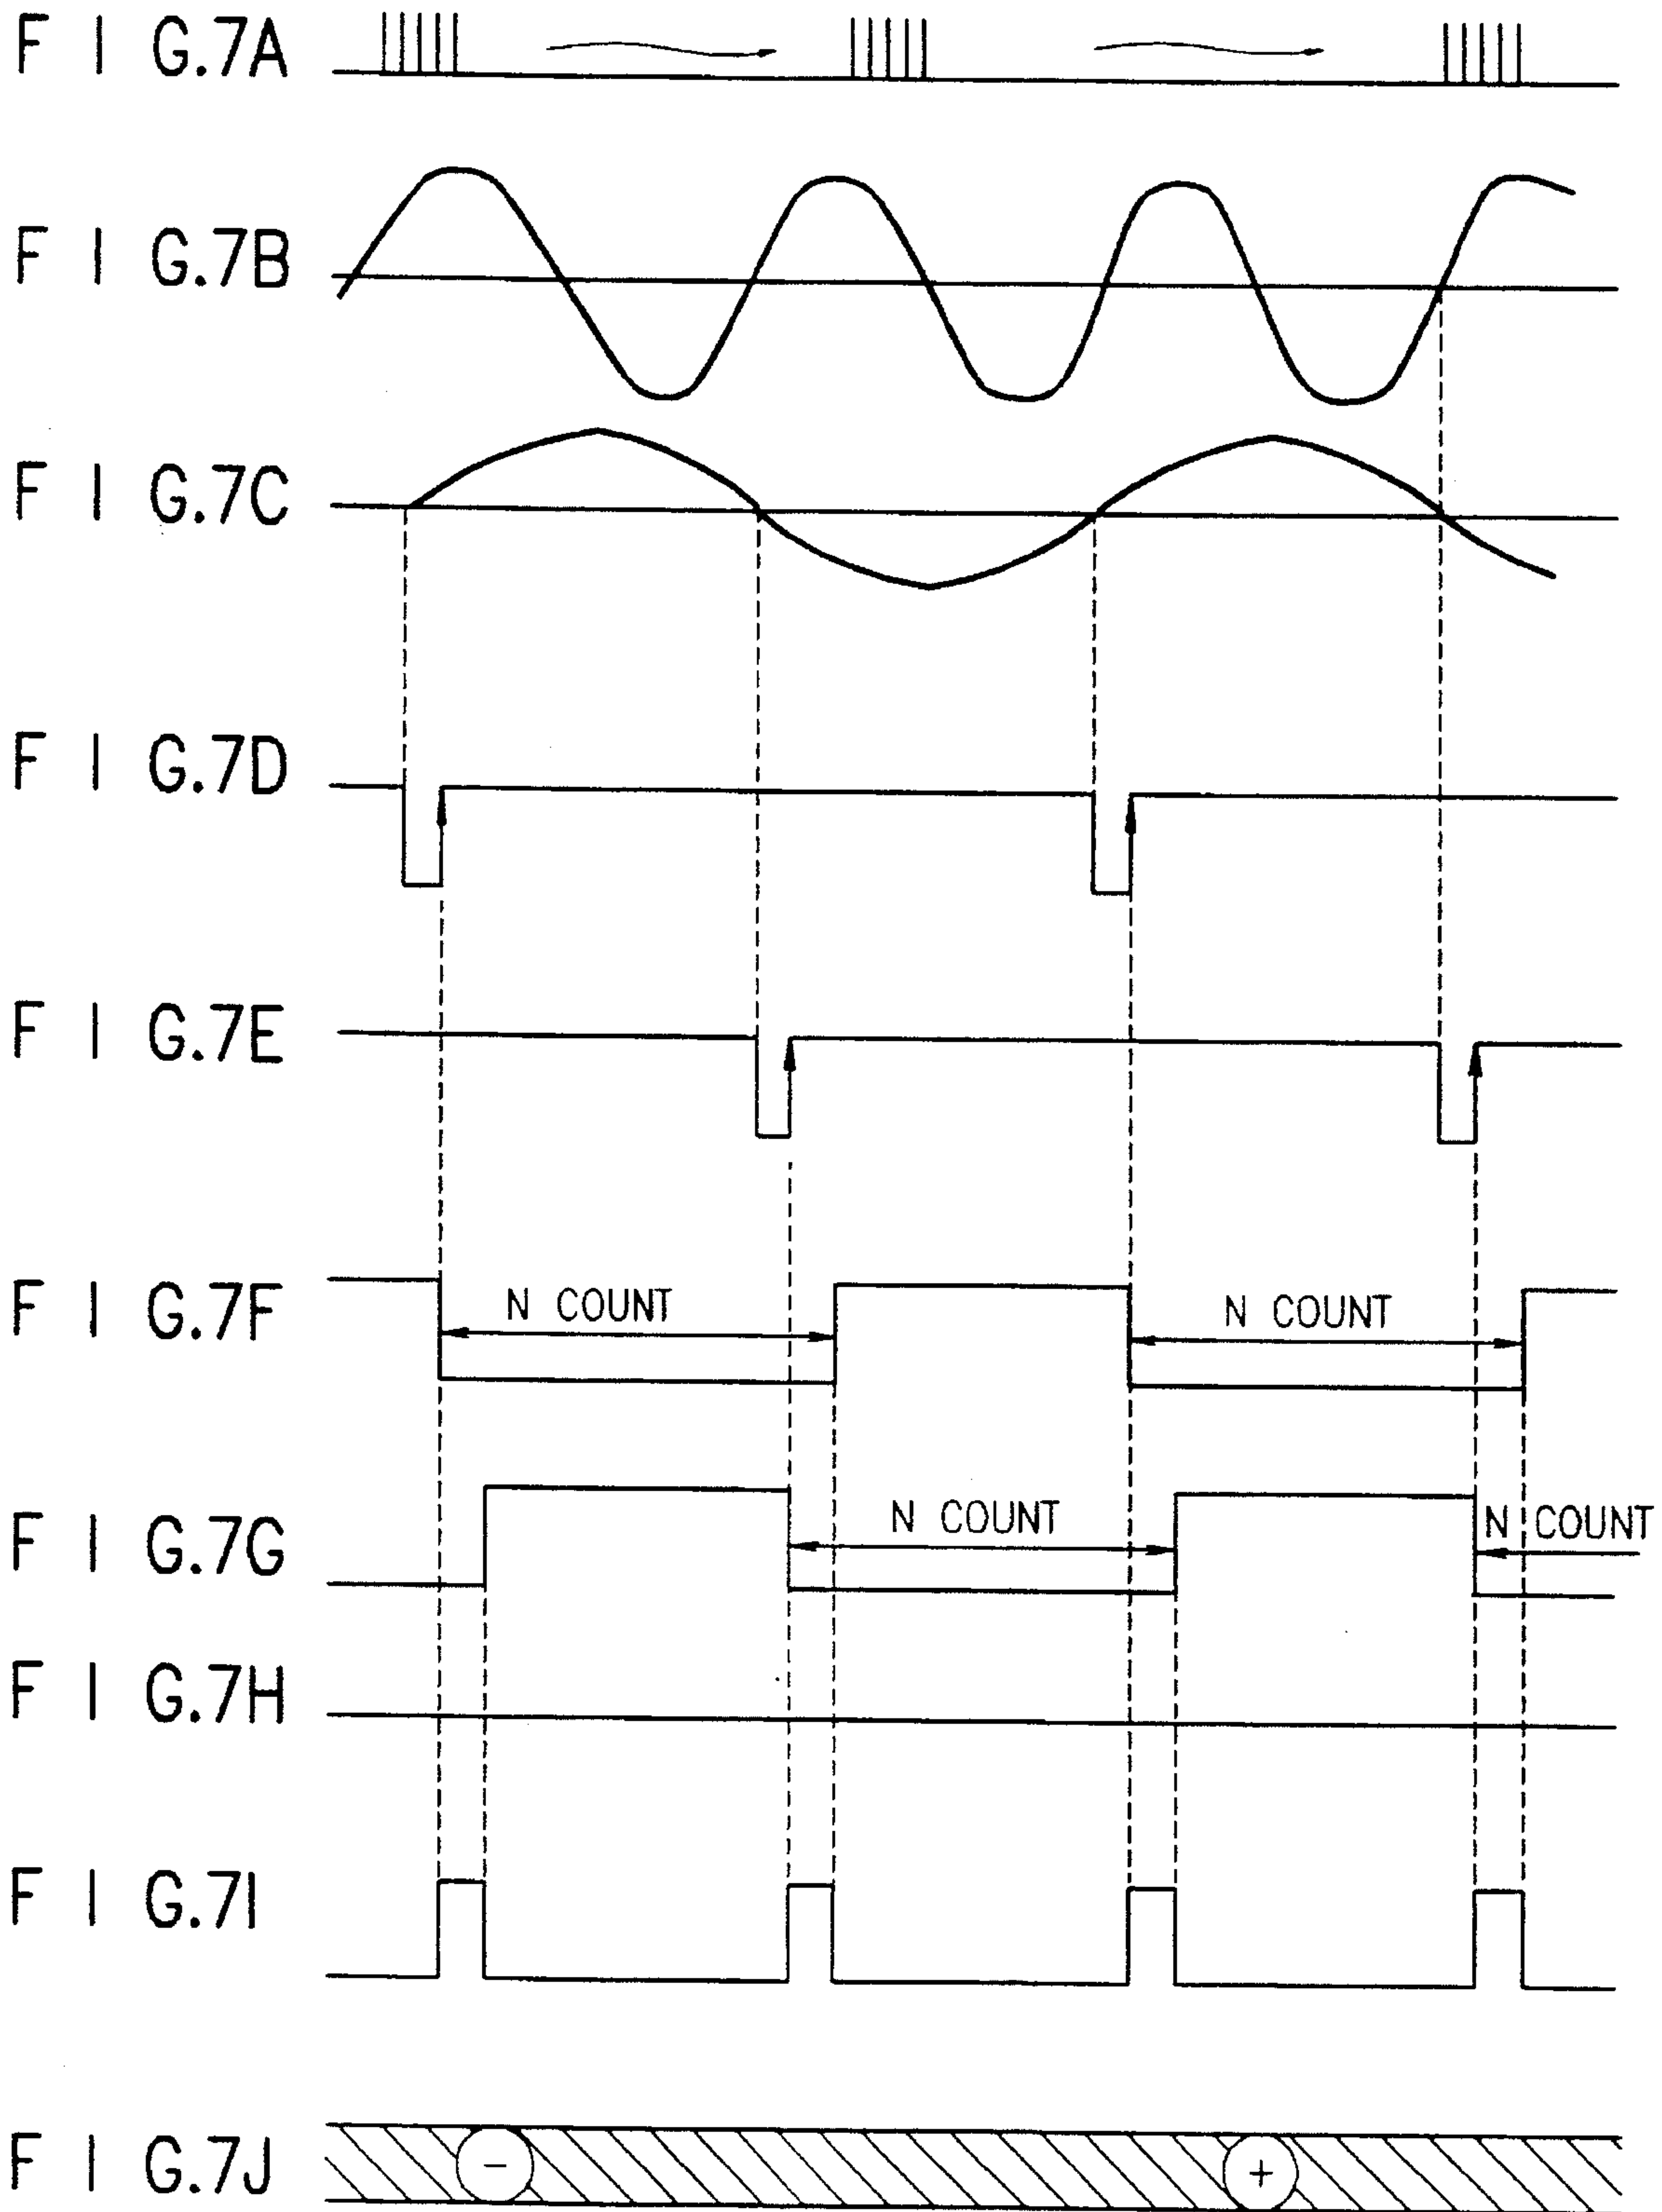 F I G.7A
F I G.7B
F I G.7C
F I G.7D
F I G.7E
F I G.7F
N COUNT
N COUNT
F I G.7G
N COUNT
N COUNT
F I G.7H
F I G.7I
F I G.7J
−
+